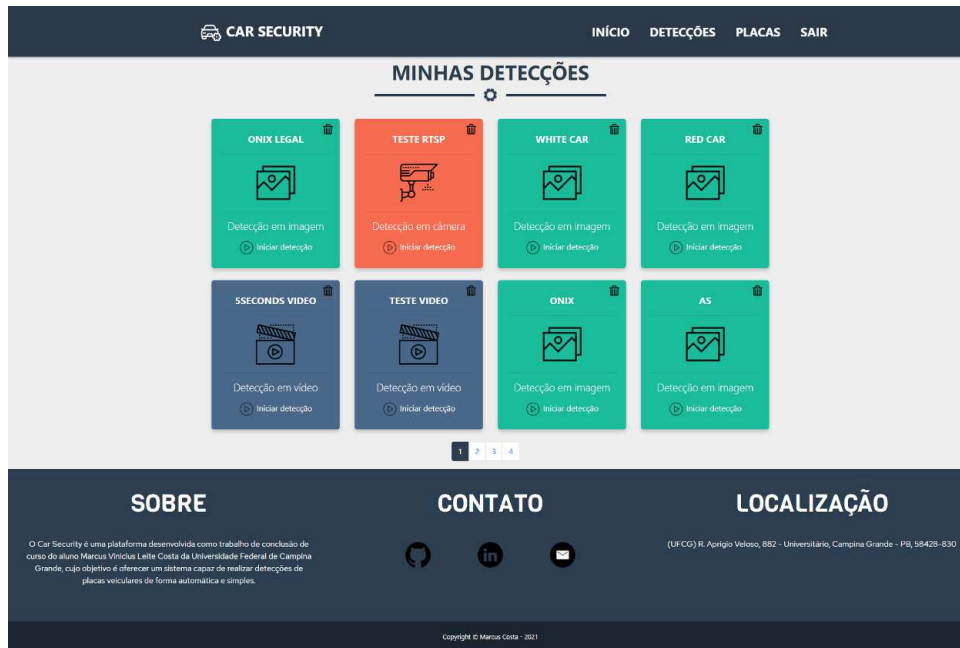 CAR SECURITY
INÍCIO DETECÇÕES PLACAS SAIR
MINHAS DETECÇÕES
ONIX LEGAL
Detecção em imagem
Iniciar detecção
TESTE RTSP
Detecção em câmera
Iniciar detecção
WHITE CAR
Detecção em imagem
Iniciar detecção
RED CAR
Detecção em imagem
Iniciar detecção
5SECONDS VIDEO
Detecção em vídeo
Iniciar detecção
TESTE VIDEO
Detecção em vídeo
Iniciar detecção
ONIX
Detecção em imagem
Iniciar detecção
AS
Detecção em imagem
Iniciar detecção
1 2 3 4
SOBRE
O Car Security é uma plataforma desenvolvida como trabalho de conclusão de
curso do aluno Marcus Vinicius Leite Costa da Universidade Federal de Campina
Grande, cujo objetivo é oferecer um sistema capaz de realizar detecções de
placas veiculares de forma automática e simples.
CONTATO
in
LOCALIZAÇÃO
(UFCG) R. Aprígio Veloso, 882 - Universitário, Campina Grande - PB, 58428-830
Copyright © Marcus Costa - 2021